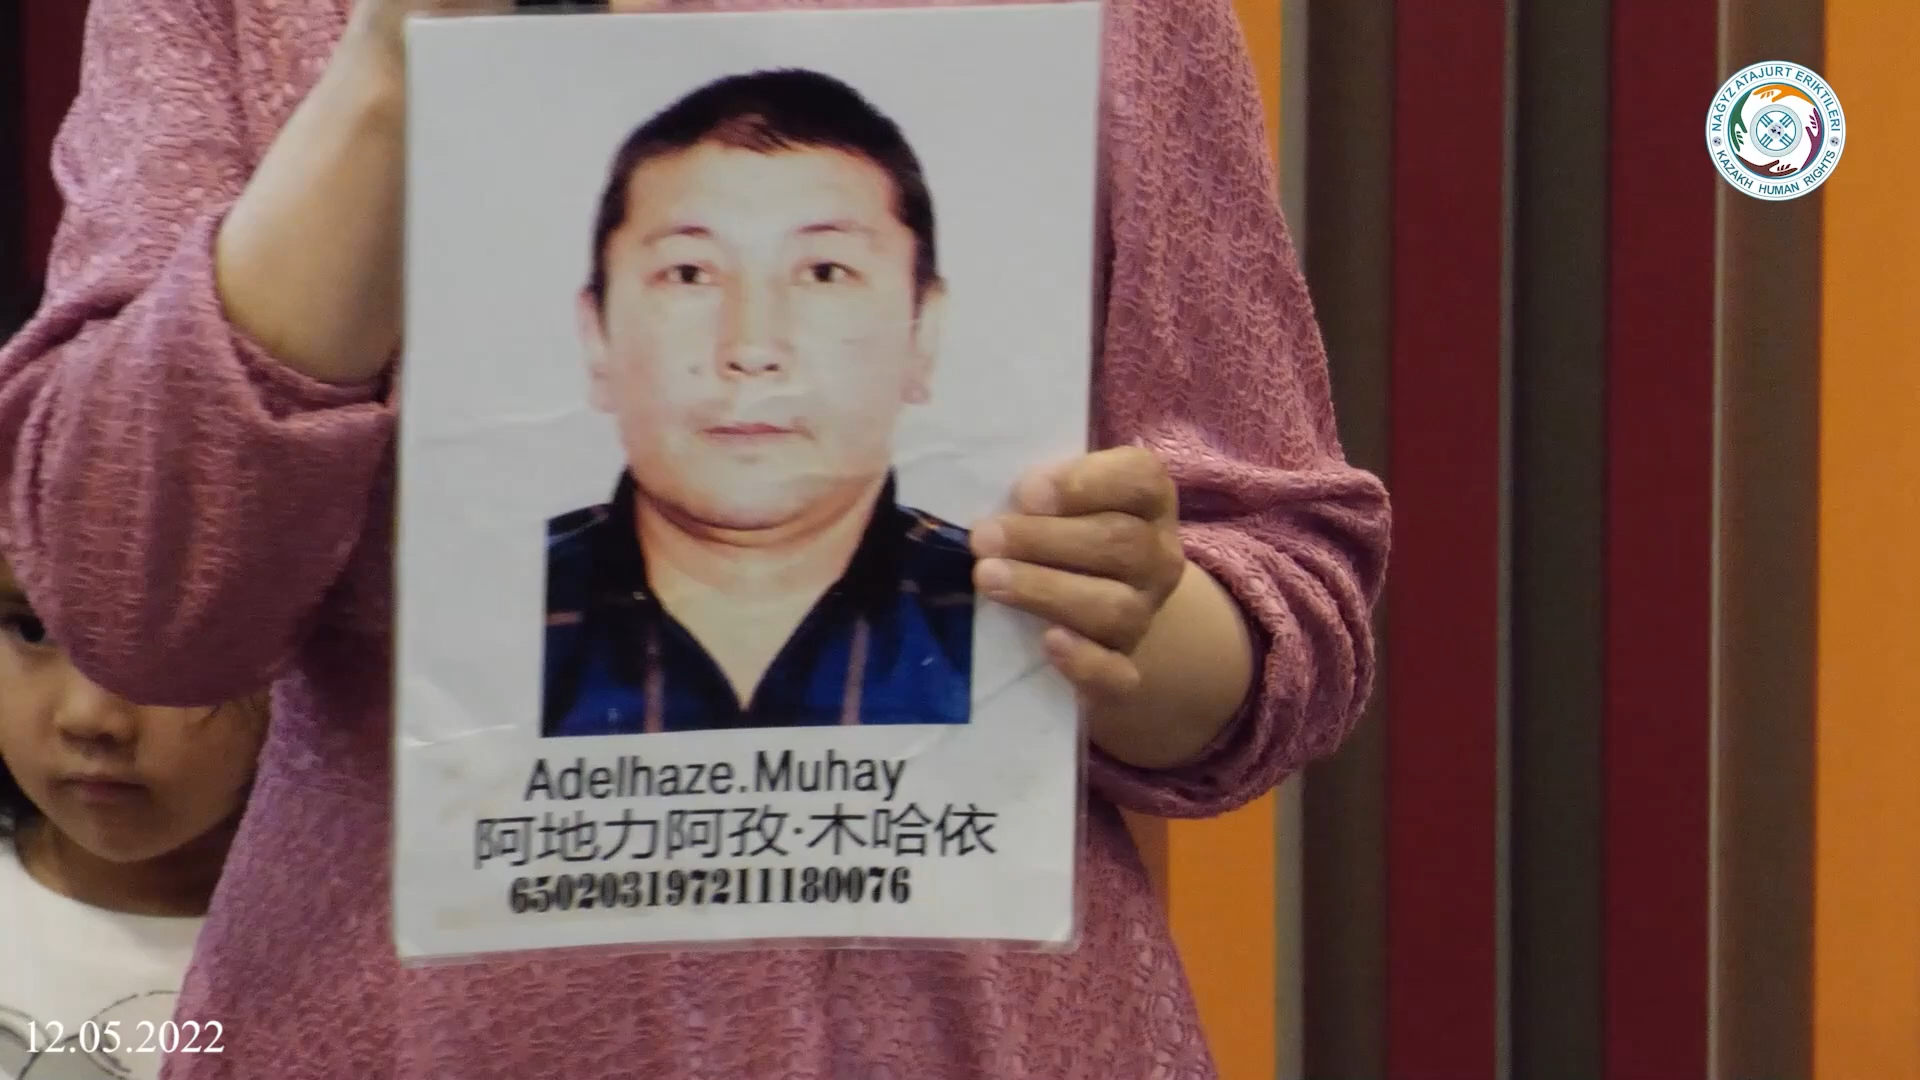 NAĞYZ ATAJURT ERIKTILERI
KAZAKH HUMAN RIGHTS
Adelhaze.Muhay
阿地力阿孜·木哈依
650203197211180076
12.05.2022